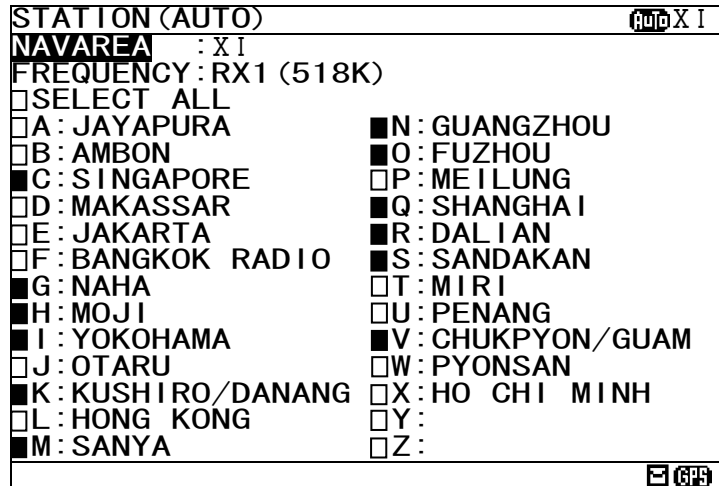 STATION(AUTO) Auto XI
NAVAREA :XI
FREQUENCY:RX1(518K)
□SELECT ALL
□A:JAYAPURA ■N:GUANGZHOU
□B:AMBON ■O:FUZHOU
■C:SINGAPORE □P:MEILUNG
□D:MAKASSAR ■Q:SHANGHAI
□E:JAKARTA ■R:DALIAN
□F:BANGKOK RADIO ■S:SANDAKAN
■G:NAHA □T:MIRI
■H:MOJI □U:PENANG
■I:YOKOHAMA ■V:CHUKPYON/GUAM
□J:OTARU □W:PYONSAN
■K:KUSHIRO/DANANG □X:HO CHI MINH
□L:HONG KONG □Y:
■M:SANYA □Z:
GPS